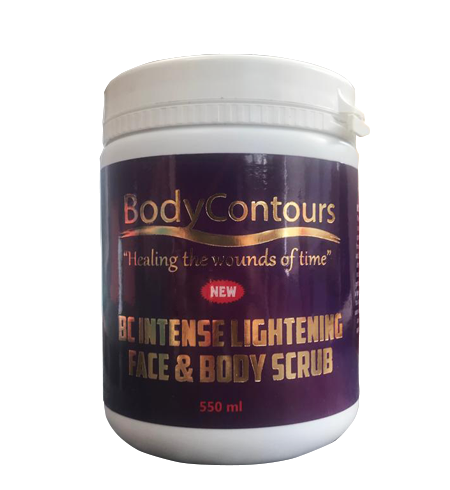 BodyContours
"Healing the wounds of time"
NEW
BC INTENSE LIGHTENING
FACE & BODY SCRUB
550 ml